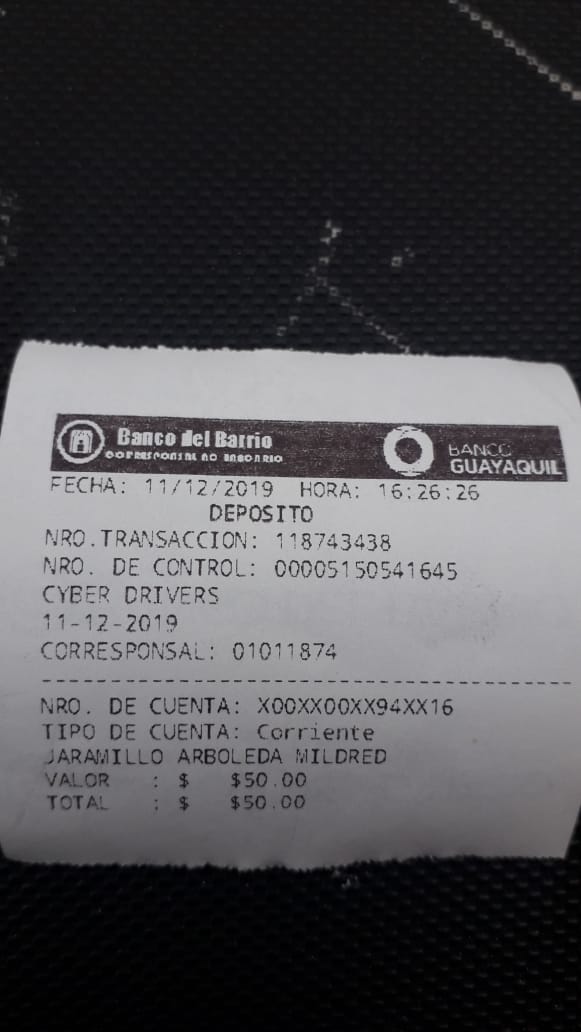 Banco del Barrio
CORRESPONSAL NO BANCARIO
BANCO
GUAYAQUIL
FECHA: 11/12/2019 HORA: 16:26:26
DEPOSITO
NRO.TRANSACCION: 118743438
NRO. DE CONTROL: 00005150541645
CYBER DRIVERS
11-12-2019
CORRESPONSAL: 01011874
--------------------------------------------
NRO. DE CUENTA: X00XX00XX94XX16
TIPO DE CUENTA: Corriente
JARAMILLO ARBOLEDA MILDRED
VALOR : $ $50.00
TOTAL : $ $50.00